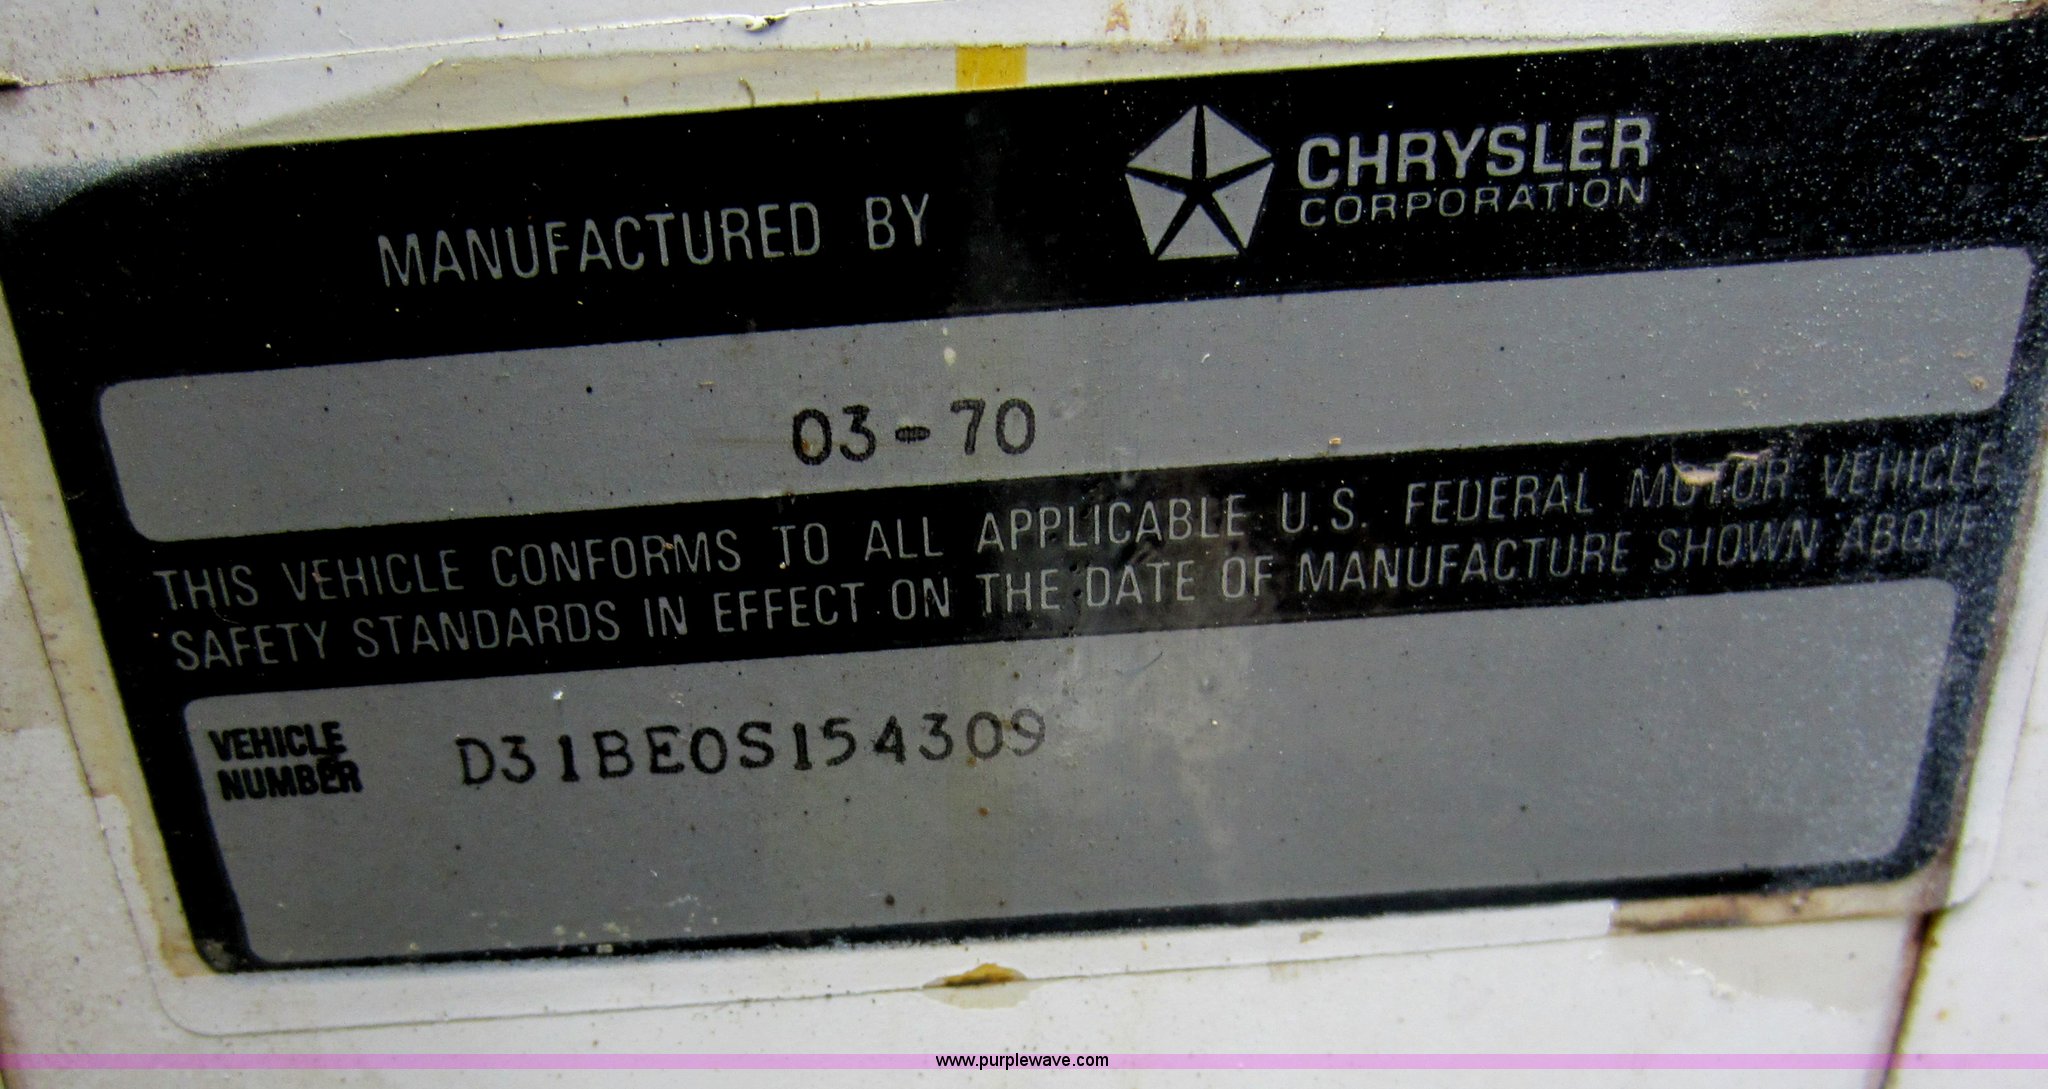 MANUFACTURED BY CHRYSLER
CORPORATION
03-70
THIS VEHICLE CONFORMS TO ALL APPLICABLE U.S. FEDERAL MOTOR VEHICLE
SAFETY STANDARDS IN EFFECT ON THE DATE OF MANUFACTURE SHOWN ABOVE
VEHICLE
NUMBER D31BE0S154309
www.purplewave.com